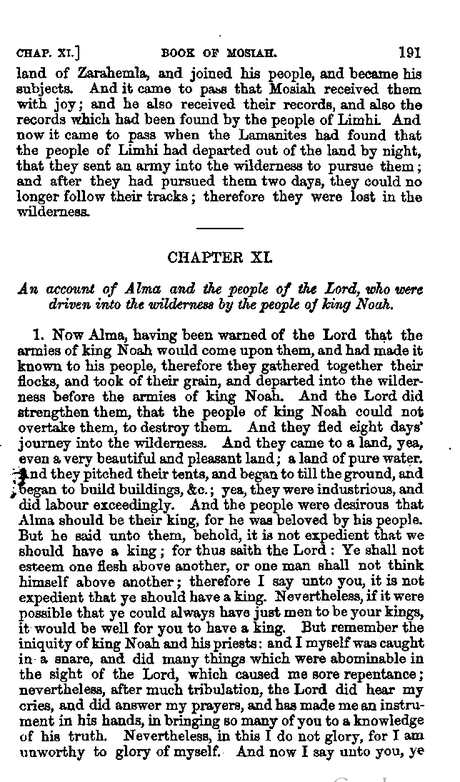 CHAP. XI.] BOOK OF MOSIAH. 191
land of Zarahemla, and joined his people, and became his
subjects. And it came to pass that Mosiah received them
with joy; and he also received their records, and also the
records which had been found by the people of Limhi. And
now it came to pass when the Lamanites had found that
the people of Limhi had departed out of the land by night,
that they sent an army into the wilderness to pursue them;
and after they had pursued them two days, they could no
longer follow their tracks; therefore they were lost in the
wilderness.
CHAPTER XI.
An account of Alma and the people of the Lord, who were
driven into the wilderness by the people of king Noah.
1. Now Alma, having been warned of the Lord that the
armies of king Noah would come upon them, and had made it
known to his people, therefore they gathered together their
flocks, and took of their grain, and departed into the wilder-
ness before the armies of king Noah. And the Lord did
strengthen them, that the people of king Noah could not
overtake them, to destroy them. And they fled eight days'
journey into the wilderness. And they came to a land, yea,
even a very beautiful and pleasant land; a land of pure water.
And they pitched their tents, and began to till the ground, and
began to build buildings, &c.; yea, they were industrious, and
did labour exceedingly. And the people were desirous that
Alma should be their king, for he was beloved by his people.
But he said unto them, behold, it is not expedient that we
should have a king; for thus saith the Lord: Ye shall not
esteem one flesh above another, or one man shall not think
himself above another; therefore I say unto you, it is not
expedient that ye should have a king. Nevertheless, if it were
possible that ye could always have just men to be your kings,
it would be well for you to have a king. But remember the
iniquity of king Noah and his priests: and I myself was caught
in a snare, and did many things which were abominable in
the sight of the Lord, which caused me sore repentance;
nevertheless, after much tribulation, the Lord did hear my
cries, and did answer my prayers, and has made me an instru-
ment in his hands, in bringing so many of you to a knowledge
of his truth. Nevertheless, in this I do not glory, for I am
unworthy to glory of myself. And now I say unto you, ye